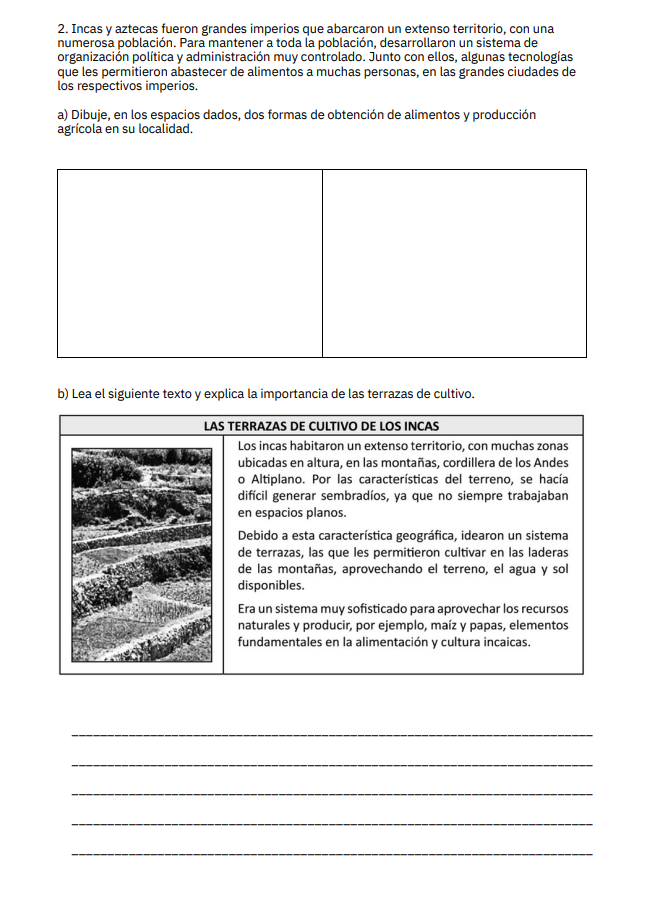 2. Incas y aztecas fueron grandes imperios que abarcaron un extenso territorio, con una
numerosa población. Para mantener a toda la población, desarrollaron un sistema de
organización política y administración muy controlado. Junto con ellos, algunas tecnologías
que les permitieron abastecer de alimentos a muchas personas, en las grandes ciudades de
los respectivos imperios.
a) Dibuje, en los espacios dados, dos formas de obtención de alimentos y producción
agrícola en su localidad.
b) Lea el siguiente texto y explica la importancia de las terrazas de cultivo.
LAS TERRAZAS DE CULTIVO DE LOS INCAS
Los incas habitaron un extenso territorio, con muchas zonas
ubicadas en altura, en las montañas, cordillera de los Andes
o Altiplano. Por las características del terreno, se hacía
difícil generar sembradíos, ya que no siempre trabajaban
en espacios planos.
Debido a esta característica geográfica, idearon un sistema
de terrazas, las que les permitieron cultivar en las laderas
de las montañas, aprovechando el terreno, el agua y sol
disponibles.
Era un sistema muy sofisticado para aprovechar los recursos
naturales y producir, por ejemplo, maíz y papas, elementos
fundamentales en la alimentación y cultura incaicas.